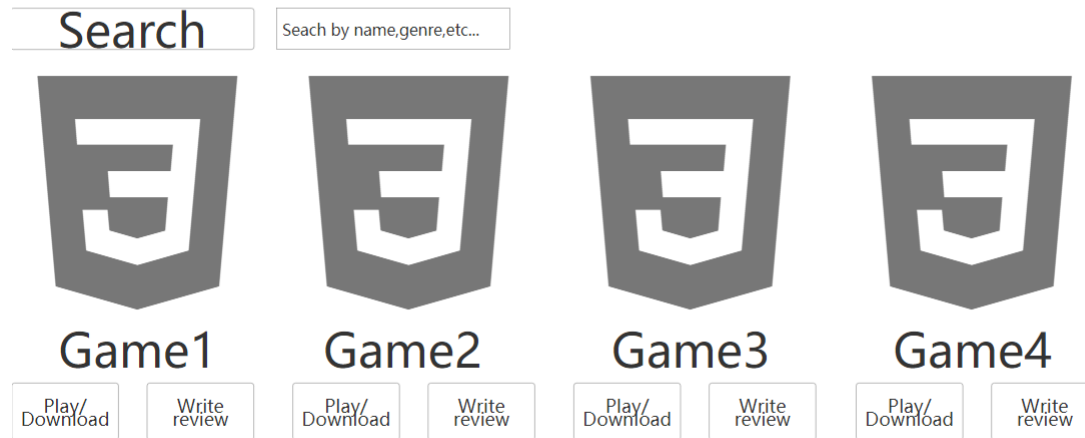 Search
Seach by name,genre,etc...
Game1
Game2
Game3
Game4
Play/
Download
Write
review
Play/
Download
Write
review
Play/
Download
Write
review
Play/
Download
Write
review